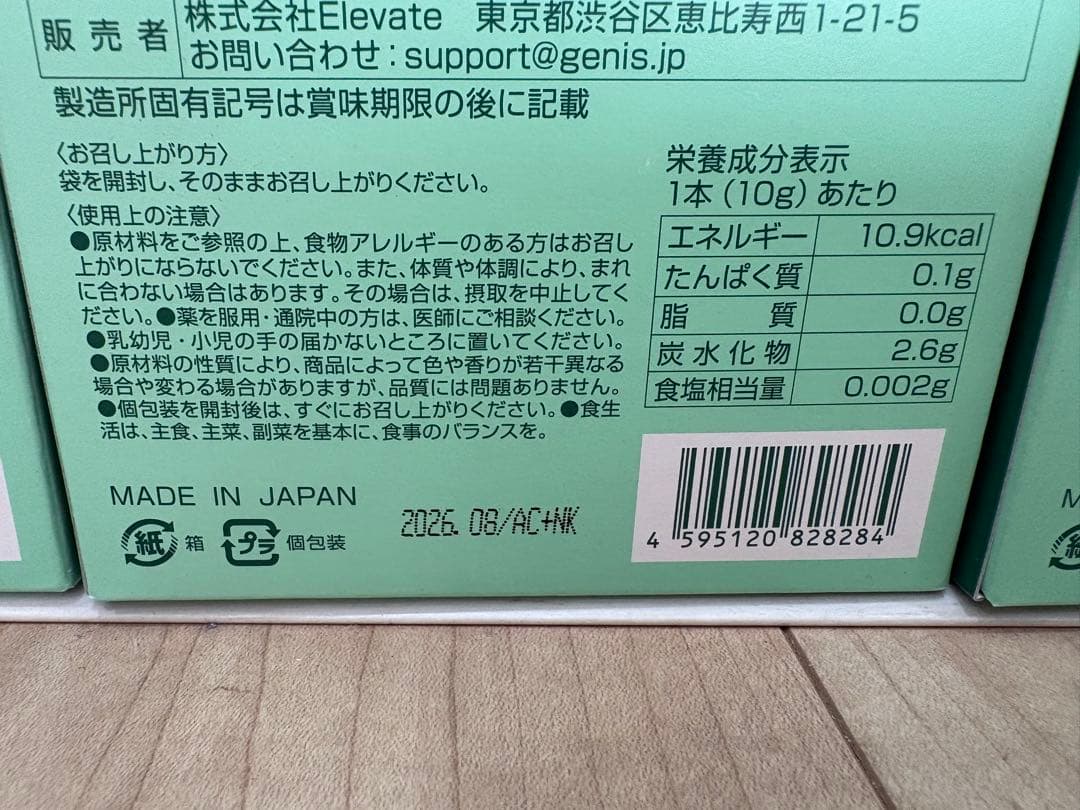 販売者 株式会社Elevate 東京都渋谷区恵比寿西1-21-5
お問い合わせ:support@genis.jp
製造所固有記号は賞味期限の後に記載
〈お召し上がり方〉
袋を開封し、そのままお召し上がりください。
〈使用上の注意〉
●原材料をご参照の上、食物アレルギーのある方はお召し
上がりにならないでください。また、体質や体調により、まれ
に合わない場合はあります。その場合は、摂取を中止してく
ださい。●薬を服用・通院中の方は、医師にご相談ください。
●乳幼児・小児の手の届かないところに置いてください。
●原材料の性質により、商品によって色や香りが若干異なる
場合や変わる場合がありますが、品質には問題ありません。
●個包装を開封後は、すぐにお召し上がりください。●食生
活は、主食、主菜、副菜を基本に、食事のバランスを。
栄養成分表示
1本(10g)あたり
エネルギー 10.9kcal
たんぱく質 0.1g
脂質 0.0g
炭水化物 2.6g
食塩相当量 0.002g
MADE IN JAPAN
紙 箱 プラ 個包装
2026.08/AC+NK
4 595120 828284
M